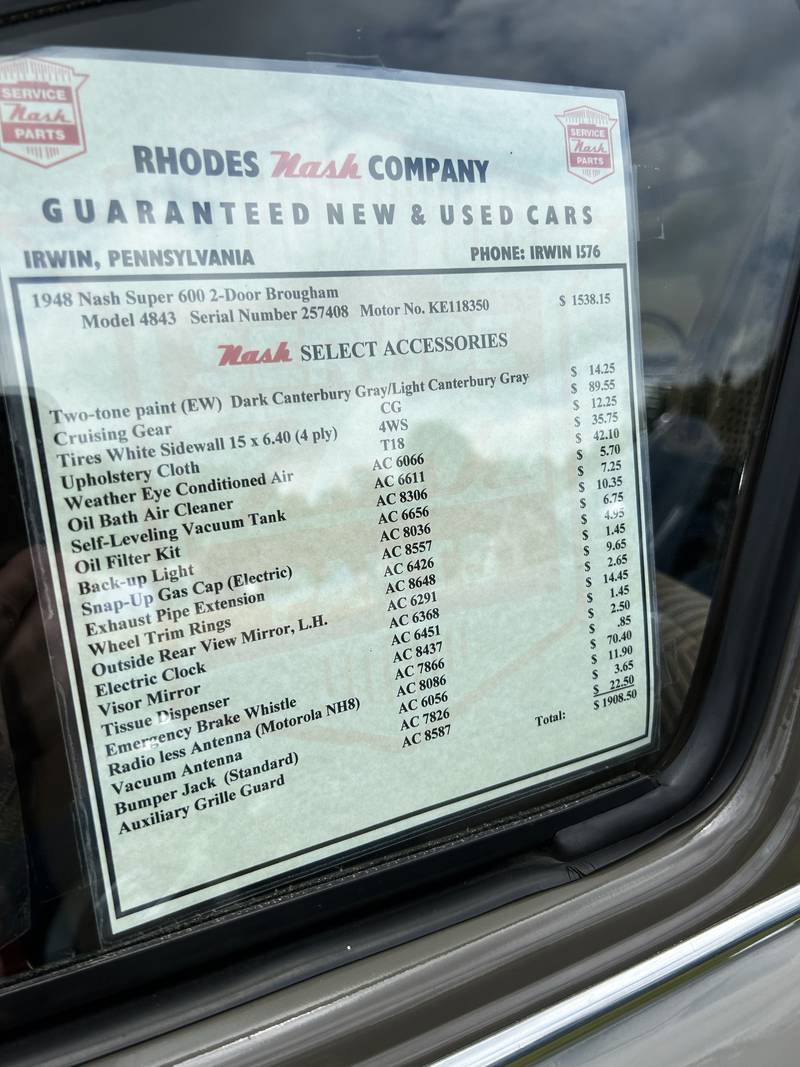 SERVICE
Nash
PARTS
SERVICE
Nash
PARTS
RHODES Nash COMPANY
GUARANTEED NEW & USED CARS
IRWIN, PENNSYLVANIA PHONE: IRWIN 1576
1948 Nash Super 600 2-Door Brougham $ 1538.15
Model 4843 Serial Number 257408 Motor No. KE118350
Nash SELECT ACCESSORIES
Two-tone paint (EW) Dark Canterbury Gray/Light Canterbury Gray $ 14.25
Cruising Gear CG $ 89.55
Tires White Sidewall 15 x 6.40 (4 ply) 4WS $ 12.25
Upholstery Cloth T18 $ 35.75
Weather Eye Conditioned Air AC 6066 $ 42.10
Oil Bath Air Cleaner AC 6611 $ 5.70
Self-Leveling Vacuum Tank AC 8306 $ 7.25
Oil Filter Kit AC 6656 $ 10.35
Back-up Light AC 8036 $ 6.75
Snap-Up Gas Cap (Electric) AC 8557 $ 4.95
Exhaust Pipe Extension AC 6426 $ 1.45
Wheel Trim Rings AC 8648 $ 9.65
Outside Rear View Mirror, L.H. AC 6291 $ 2.65
Electric Clock AC 6368 $ 14.45
Visor Mirror AC 6451 $ 1.45
Tissue Dispenser AC 8437 $ 2.50
Emergency Brake Whistle AC 7866 $ .85
Radio less Antenna (Motorola NH8) AC 8086 $ 70.40
Vacuum Antenna AC 6056 $ 11.90
Bumper Jack (Standard) AC 7826 $ 3.65
Auxiliary Grille Guard AC 8587 $ 22.50
Total: $ 1908.50